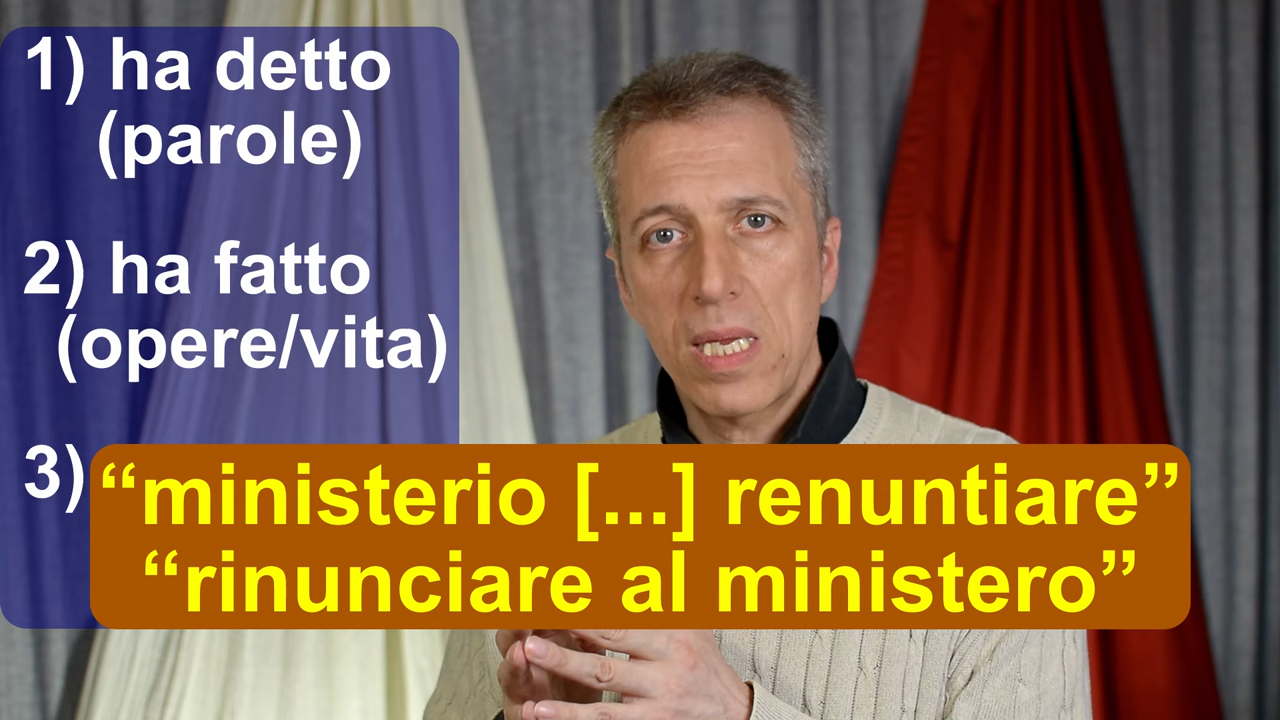 1) ha detto
(parole)
2) ha fatto
(opere/vita)
3)
“ministerio [...] renuntiare”
“rinunciare al ministero”